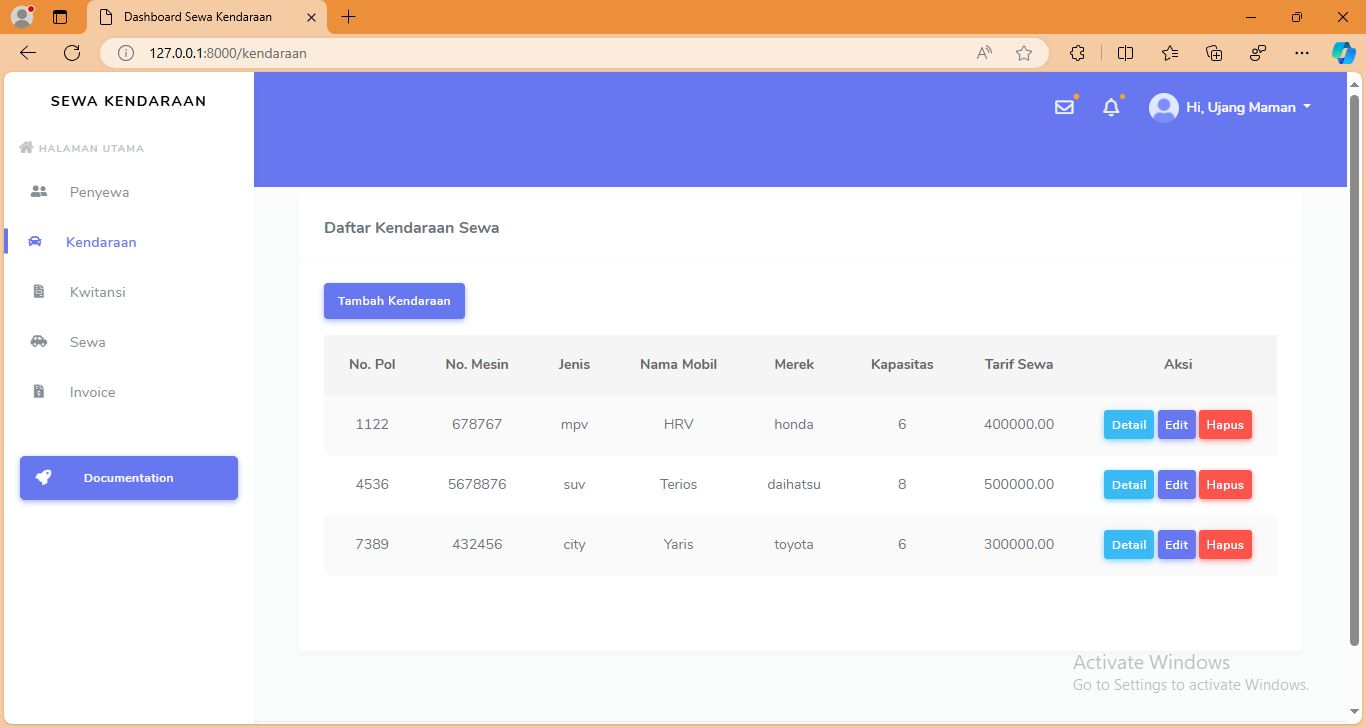 Dashboard Sewa Kendaraan
127.0.0.1:8000/kendaraan
SEWA KENDARAAN
Hi, Ujang Maman
HALAMAN UTAMA
Penyewa
Kendaraan
Kwitansi
Sewa
Invoice
Documentation
Daftar Kendaraan Sewa
Tambah Kendaraan
No. Pol No. Mesin Jenis Nama Mobil Merek Kapasitas Tarif Sewa Aksi
1122 678767 mpv HRV honda 6 400000.00 Detail Edit Hapus
4536 5678876 suv Terios daihatsu 8 500000.00 Detail Edit Hapus
7389 432456 city Yaris toyota 6 300000.00 Detail Edit Hapus
Activate Windows
Go to Settings to activate Windows.